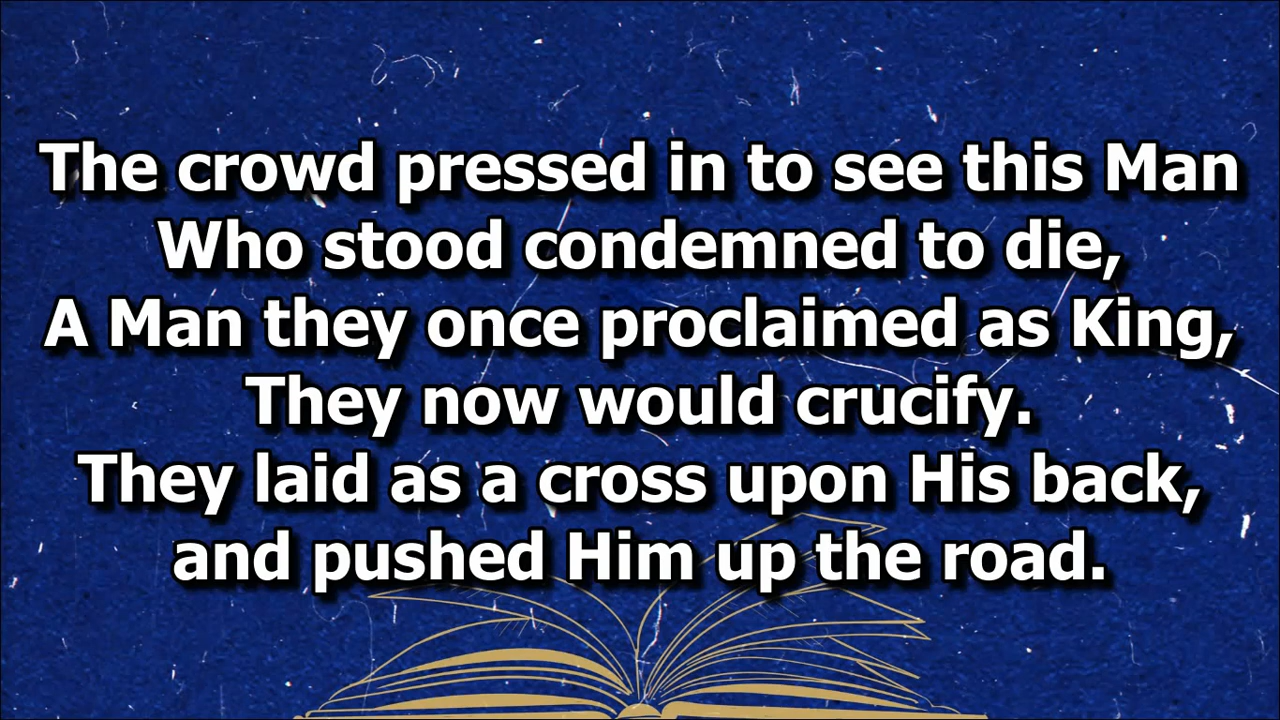 The crowd pressed in to see this Man
Who stood condemned to die,
A Man they once proclaimed as King,
They now would crucify.
They laid as a cross upon His back,
and pushed Him up the road.